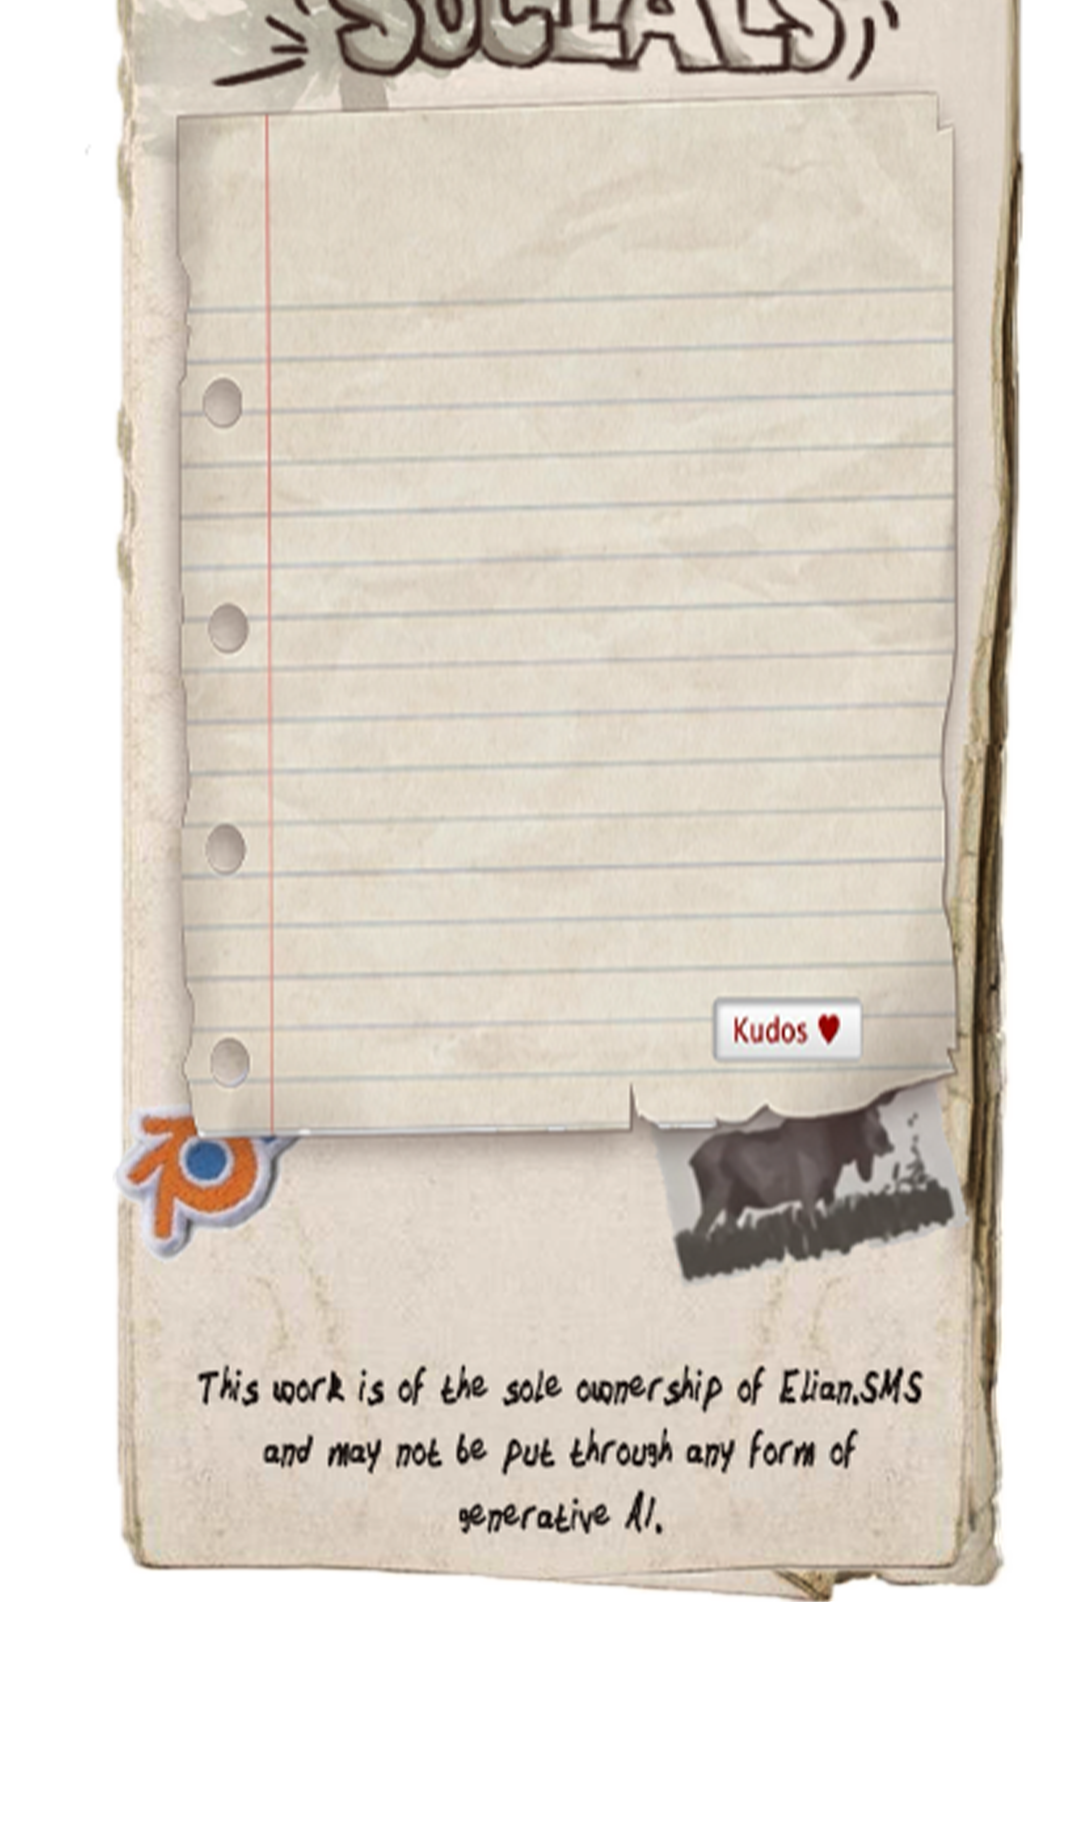 SOCIALS
Kudos ♥
This work is of the sole ownership of Elian.SMS
and may not be put through any form of
generative AI.